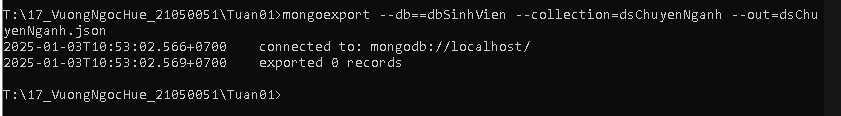 T:\17_VuongNgocHue_21050051\Tuan01>mongoexport --db==dbSinhVien --collection=dsChuyenNganh --out=dsChu
yenNganh.json
2025-01-03T10:53:02.566+0700    connected to: mongodb://localhost/
2025-01-03T10:53:02.569+0700    exported 0 records
T:\17_VuongNgocHue_21050051\Tuan01>